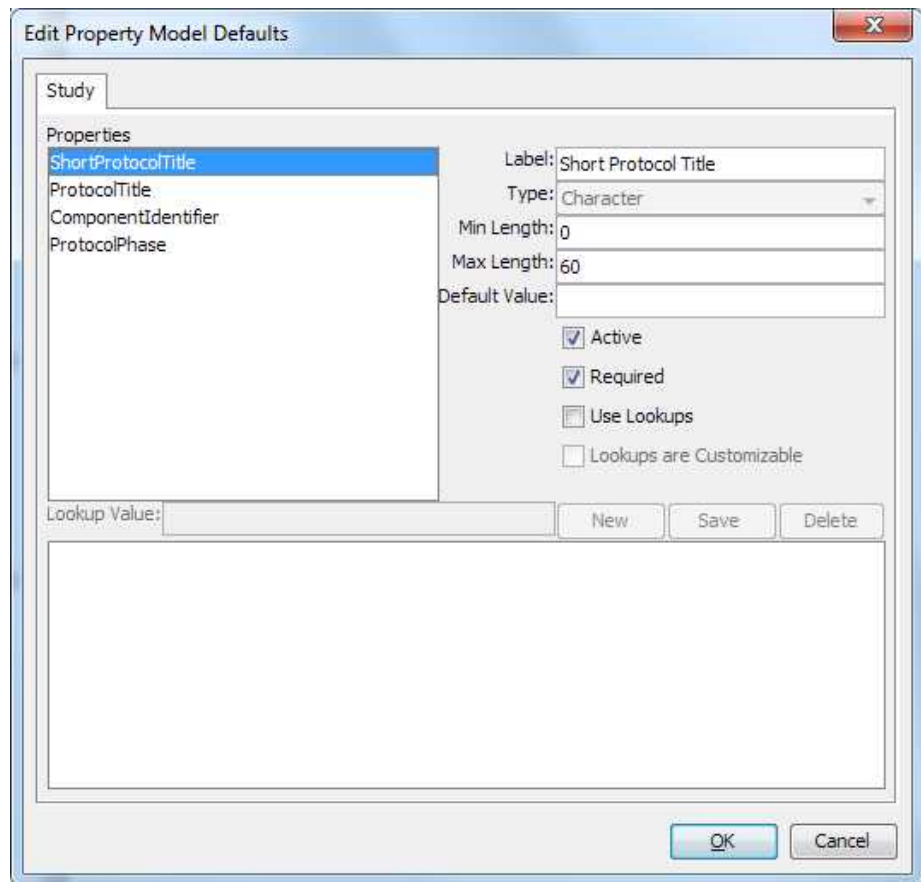 Edit Property Model Defaults
Study
Properties
ShortProtocolTitle
ProtocolTitle
ComponentIdentifier
ProtocolPhase
Label: Short Protocol Title
Type: Character
Min Length: 0
Max Length: 60
Default Value:
Active
Required
Use Lookups
Lookups are Customizable
Lookup Value: New Save Delete
OK Cancel